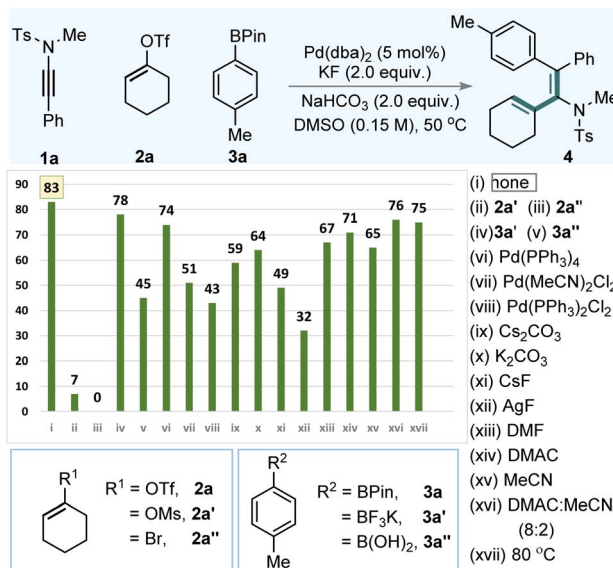 Ts Me
N
Ph
1a
OTf
2a
BPin
Me
3a
Pd(dba)2 (5 mol%)
KF (2.0 equiv.)
NaHCO3 (2.0 equiv.)
DMSO (0.15 M), 50 °C
Me
Ph
Me
N
Ts
4
90
80
70
60
50
40
30
20
10
0
83
7
0
78
45
74
51
43
59
64
49
32
67
71
65
76
75
i ii iii iv v vi vii viii ix x xi xii xiii xiv xv xvi xvii
(i) none
(ii) 2a' (iii) 2a''
(iv)3a' (v) 3a''
(vi) Pd(PPh3)4
(vii) Pd(MeCN)2Cl2
(viii) Pd(PPh3)2Cl2
(ix) Cs2CO3
(x) K2CO3
(xi) CsF
(xii) AgF
(xiii) DMF
(xiv) DMAC
(xv) MeCN
(xvi) DMAC:MeCN
(8:2)
(xvii) 80 °C
R1
R1 = OTf, 2a
= OMs, 2a'
= Br, 2a''
R2
Me
R2 = BPin, 3a
= BF3K, 3a'
= B(OH)2, 3a''